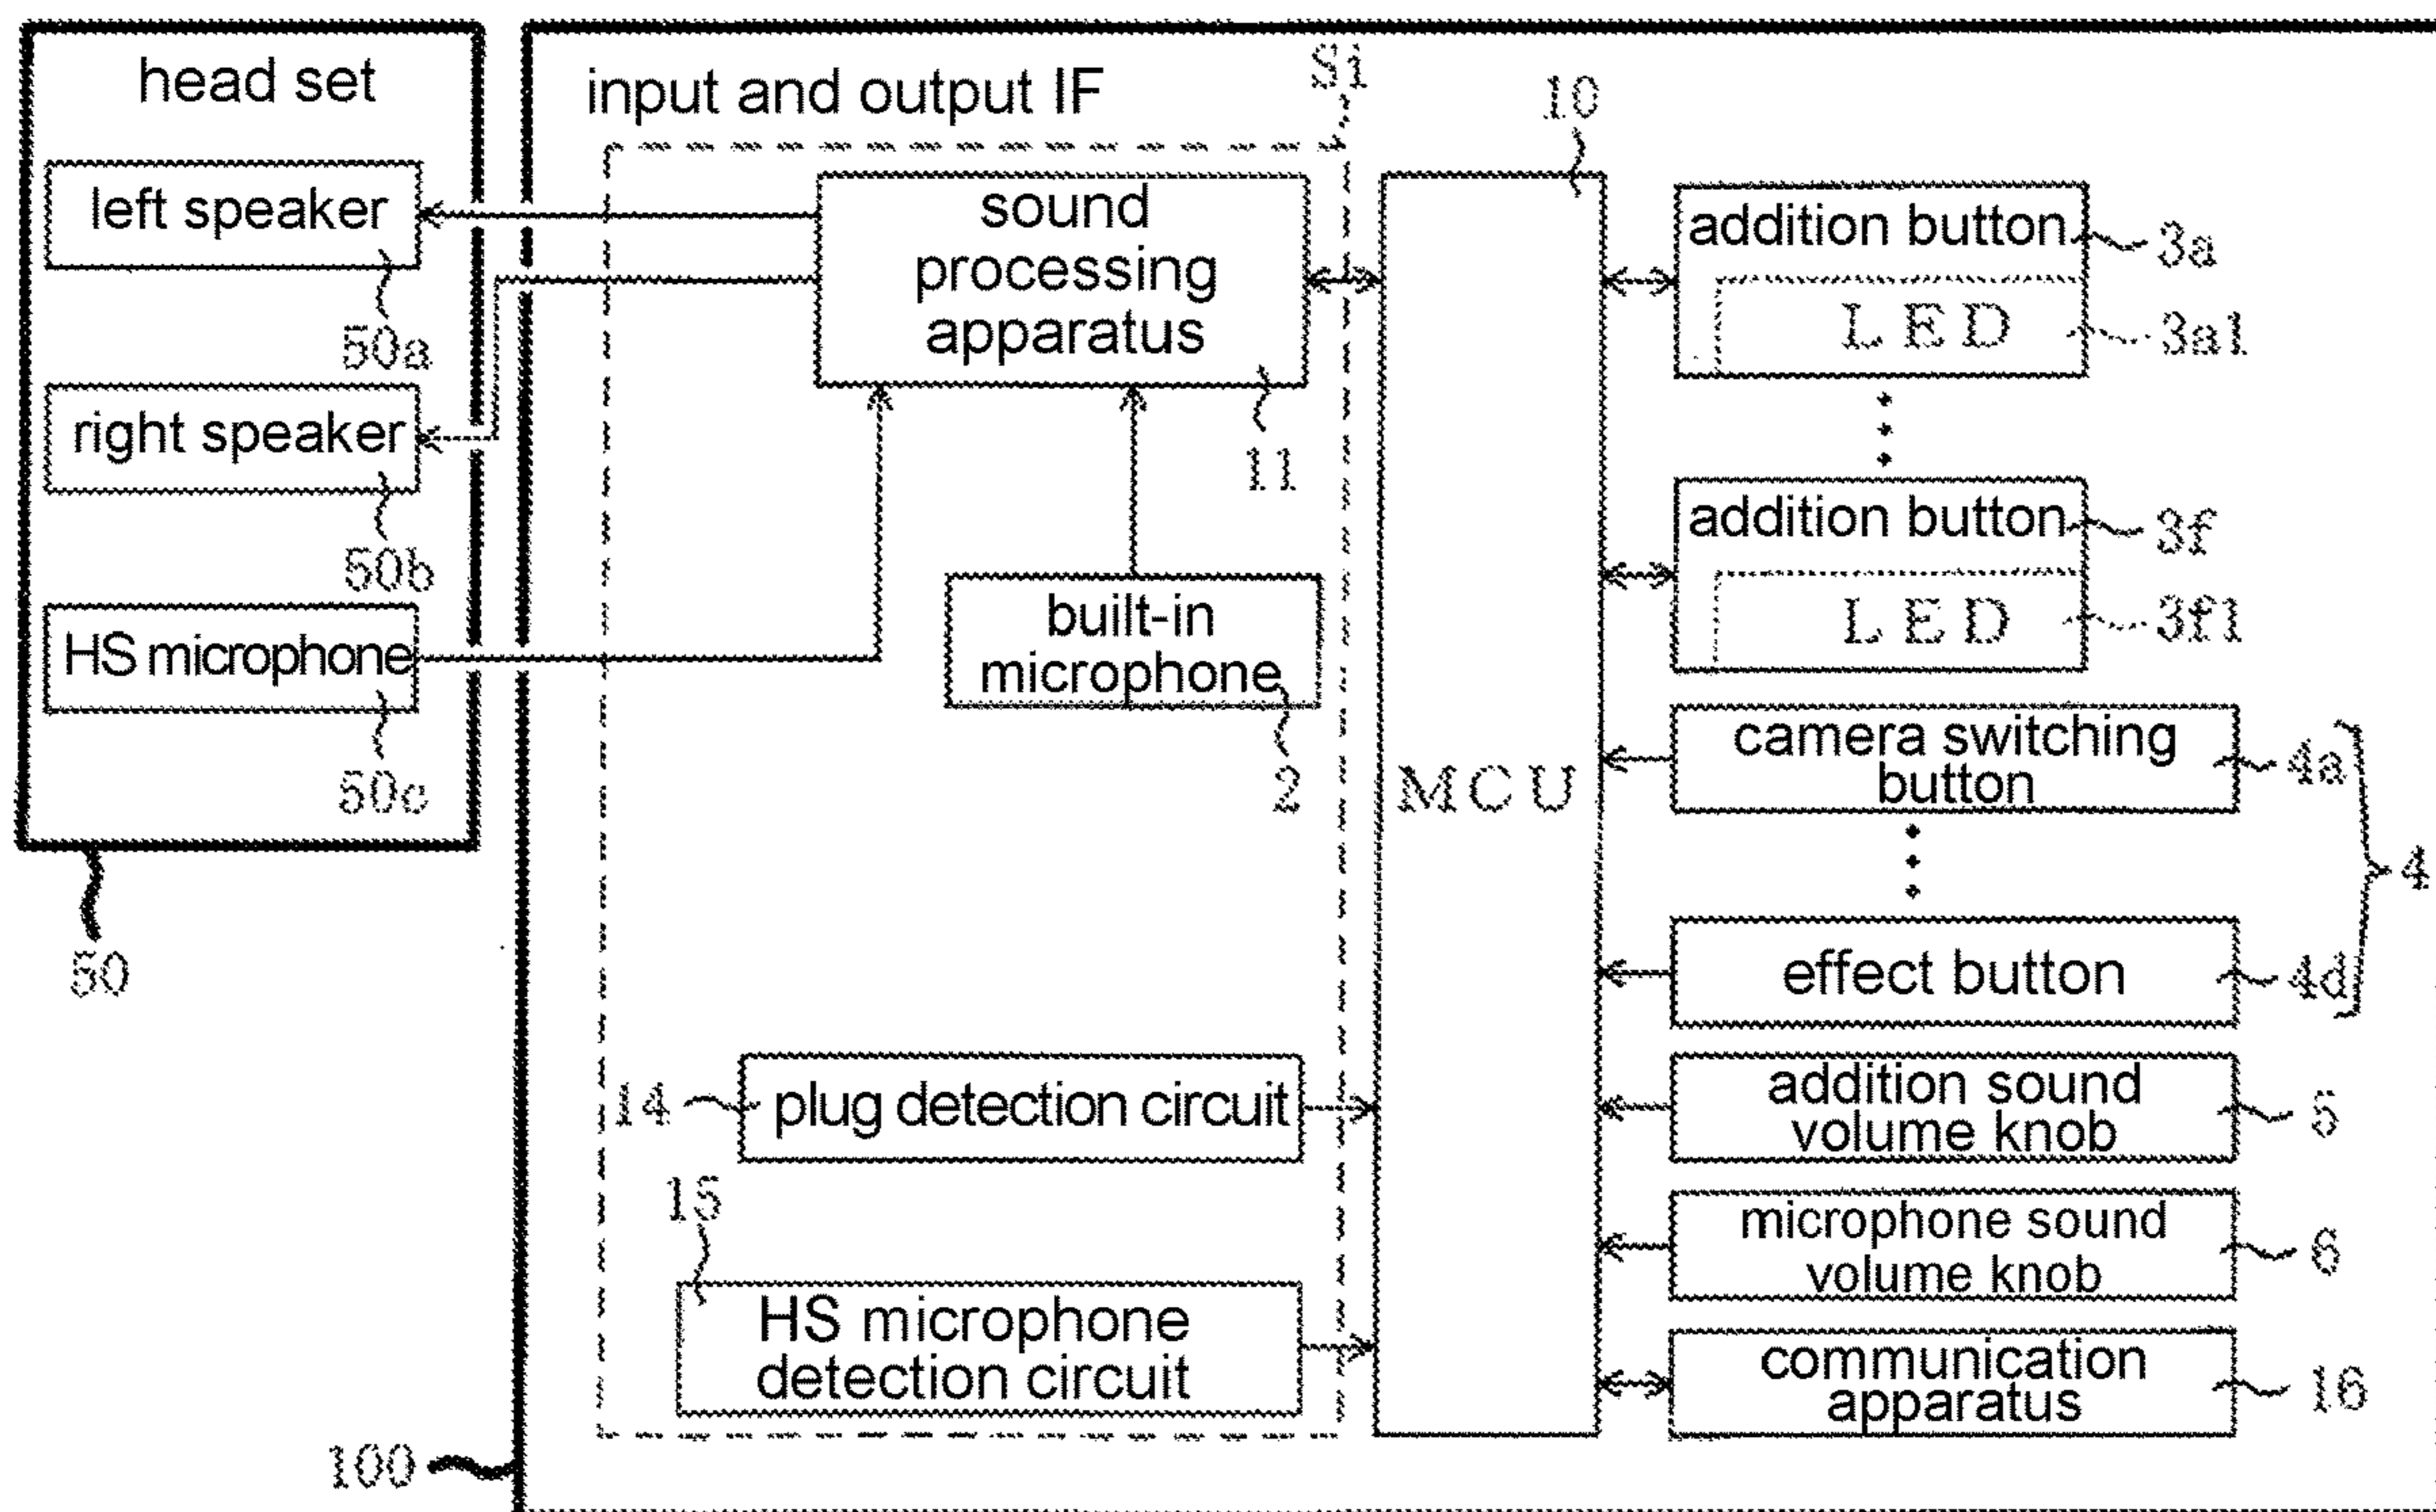 head set
left speaker
50a
right speaker
50b
HS microphone
50c
50
input and output IF
S1
10
sound
processing
apparatus
11
built-in
microphone
2
MCU
14
plug detection circuit
15
HS microphone
detection circuit
100
addition button
3a
LED
3a1
addition button
3f
LED
3f1
camera switching
button
4a
4
effect button
4d
addition sound
volume knob
5
microphone sound
volume knob
6
communication
apparatus
16